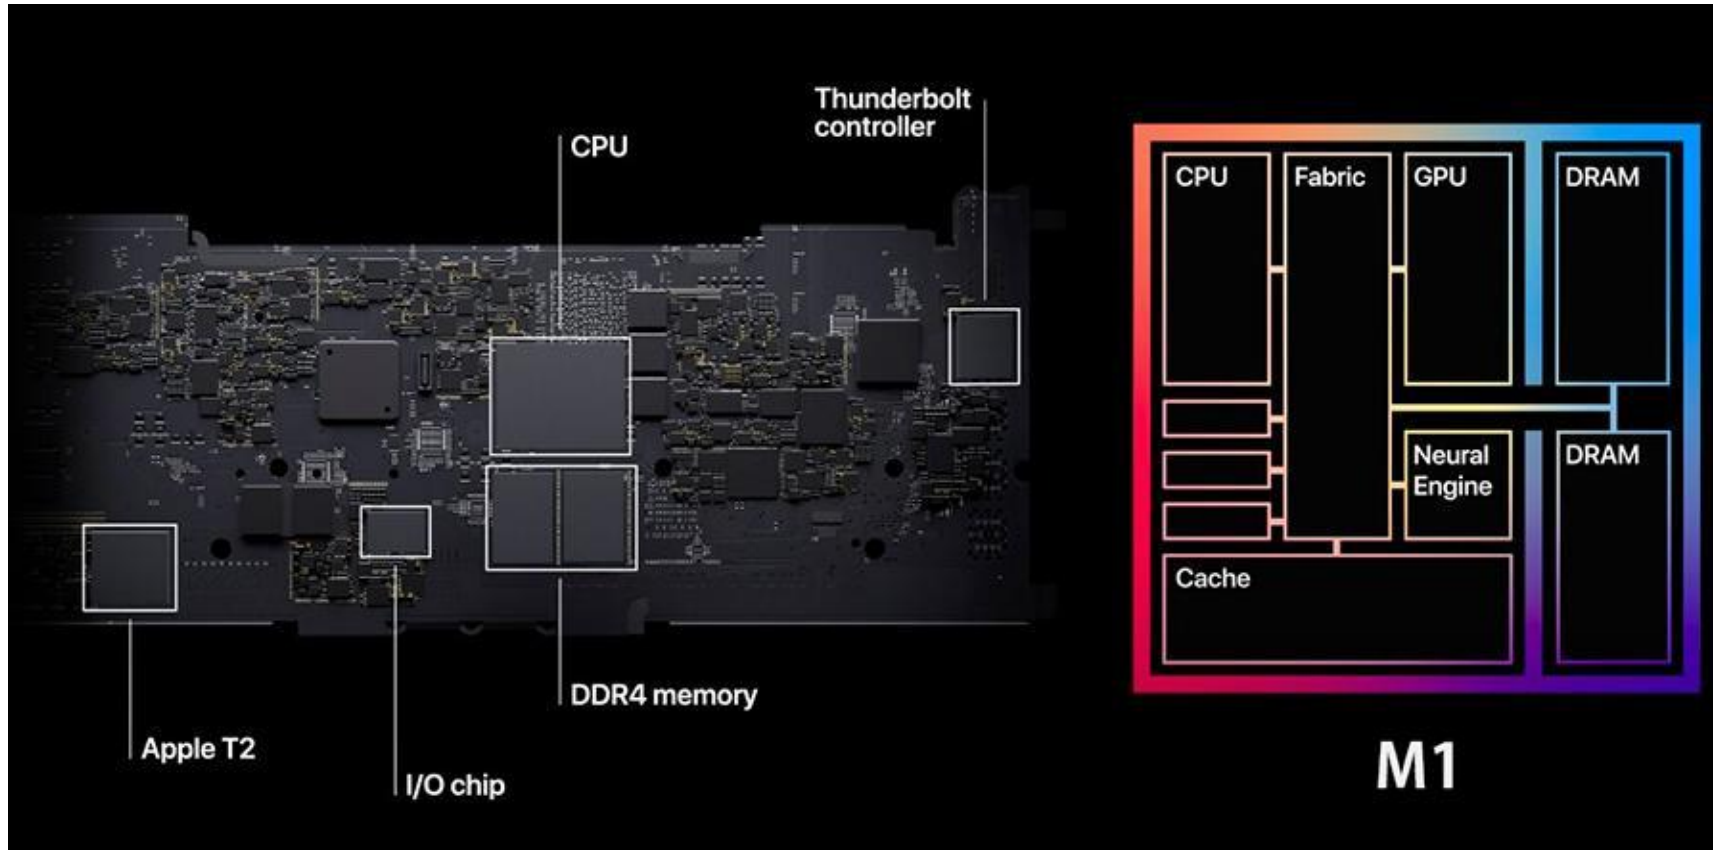 Thunderbolt
controller
CPU
DDR4 memory
Apple T2
I/O chip
CPU
Fabric
GPU
DRAM
Neural
Engine
DRAM
Cache
M1